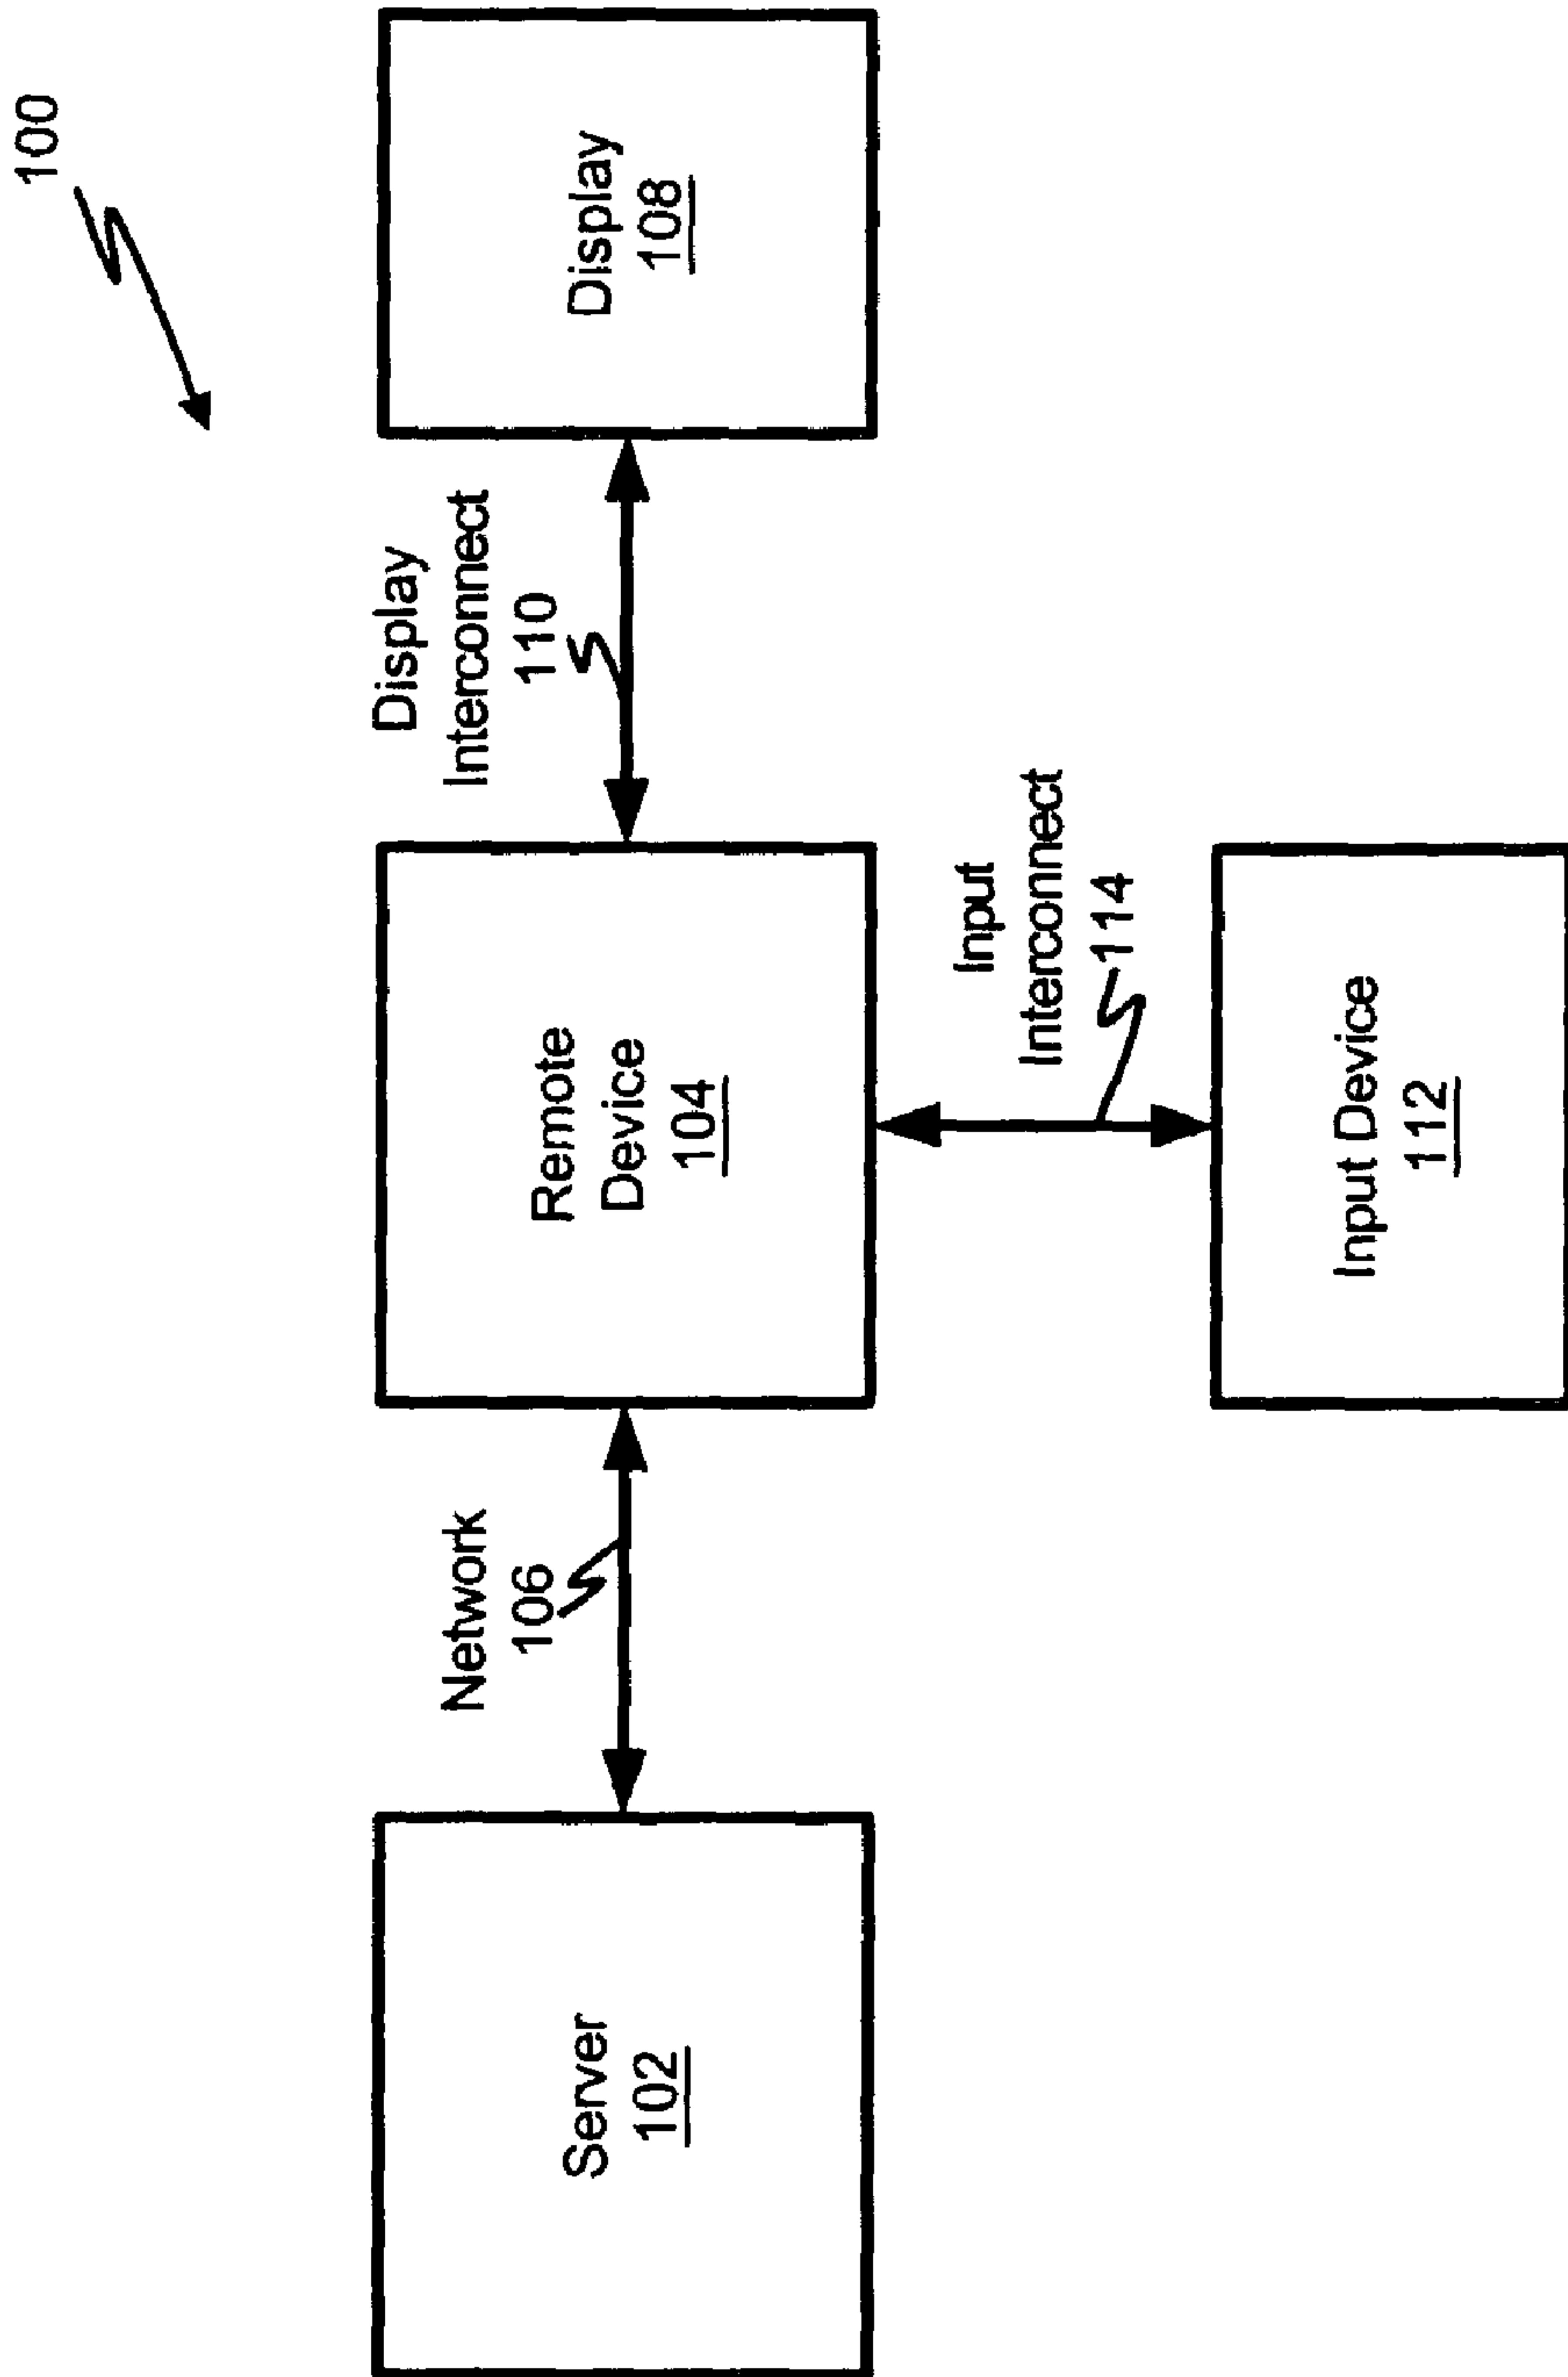 100
Server
102
Network
106
Remote
Device
104
Display
Interconnect
110
Display
108
Input
Interconnect
114
Input Device
112